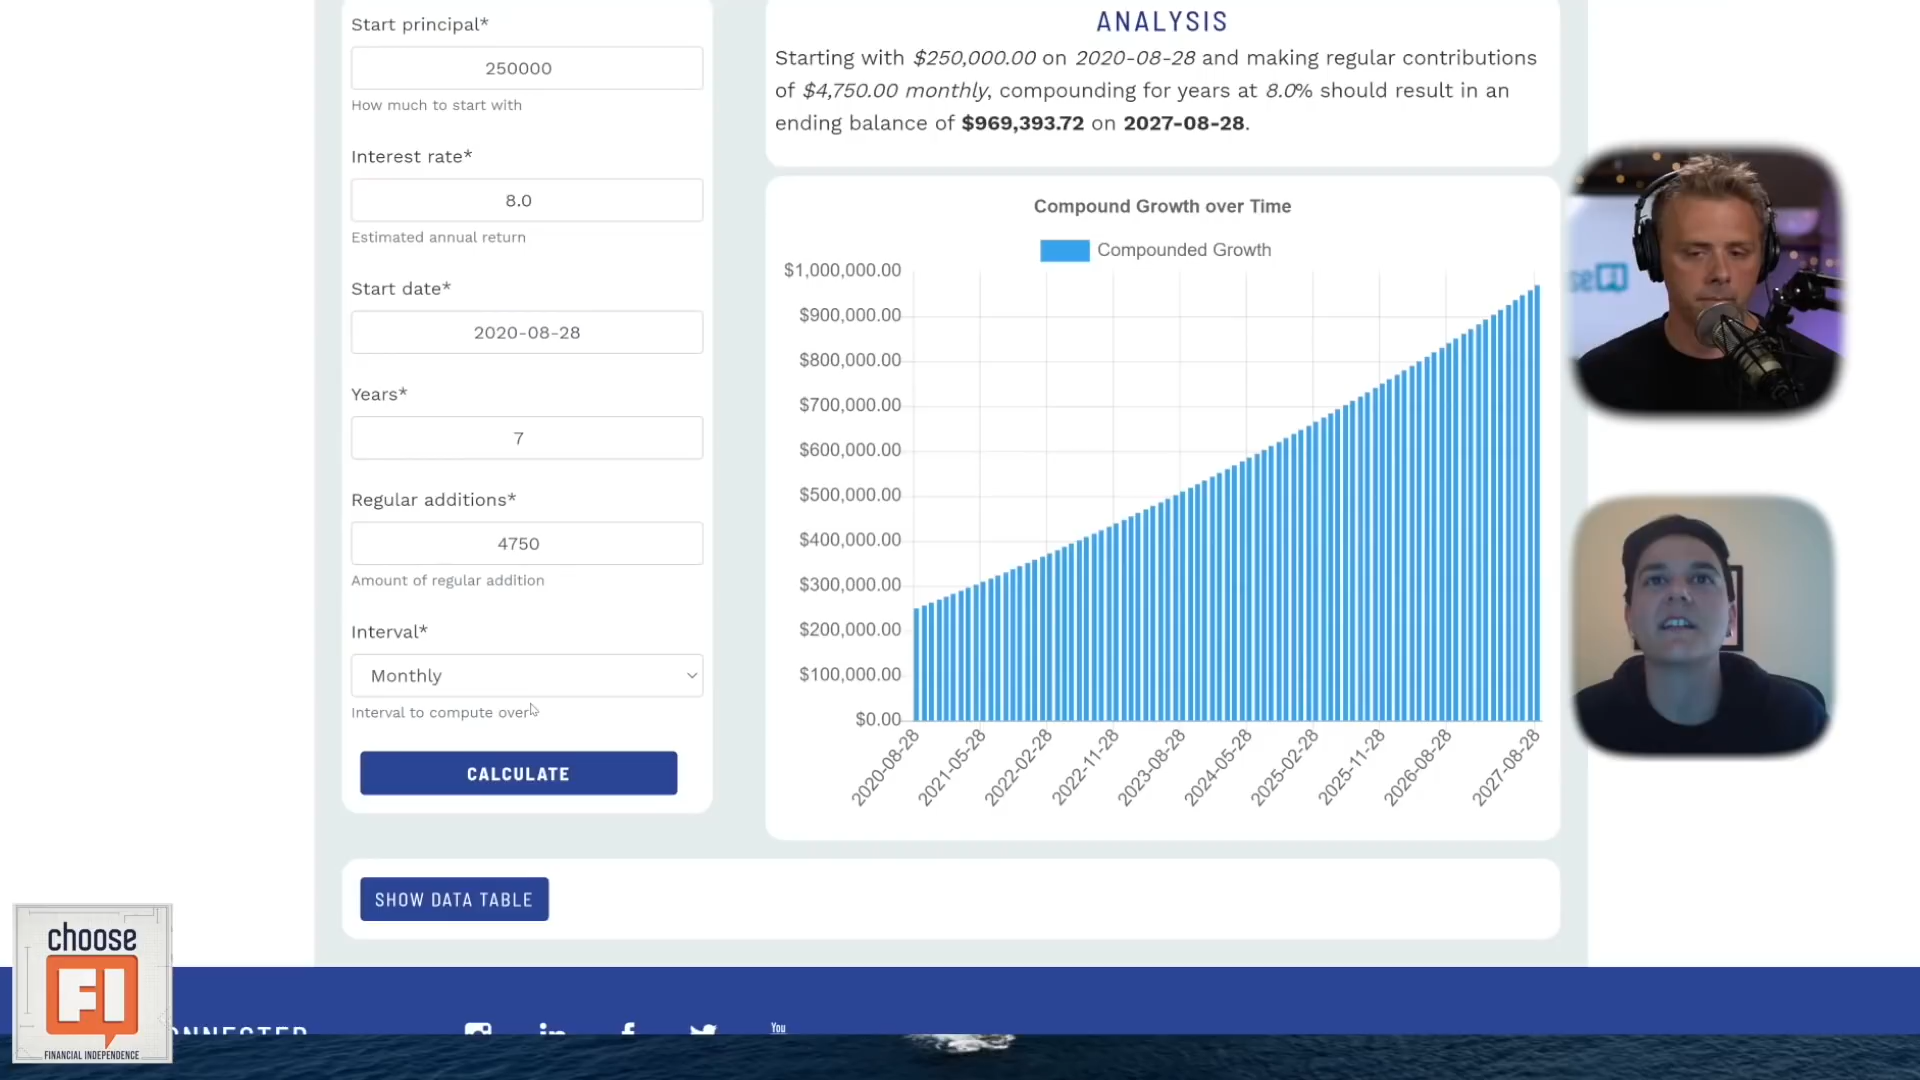 Start principal*
250000
How much to start with
Interest rate*
8.0
Estimated annual return
Start date*
2020-08-28
Years*
7
Regular additions*
4750
Amount of regular addition
Interval*
Monthly
Interval to compute over
CALCULATE
SHOW DATA TABLE
ANALYSIS
Starting with $250,000.00 on 2020-08-28 and making regular contributions
of $4,750.00 monthly, compounding for years at 8.0% should result in an
ending balance of $969,393.72 on 2027-08-28.
Compound Growth over Time
Compounded Growth
$1,000,000.00
$900,000.00
$800,000.00
$700,000.00
$600,000.00
$500,000.00
$400,000.00
$300,000.00
$200,000.00
$100,000.00
$0.00
2020-08-28
2021-05-28
2022-02-28
2022-11-28
2023-08-28
2024-05-28
2025-02-28
2025-11-28
2026-08-28
2027-08-28
choose
FI
FINANCIAL INDEPENDENCE
You